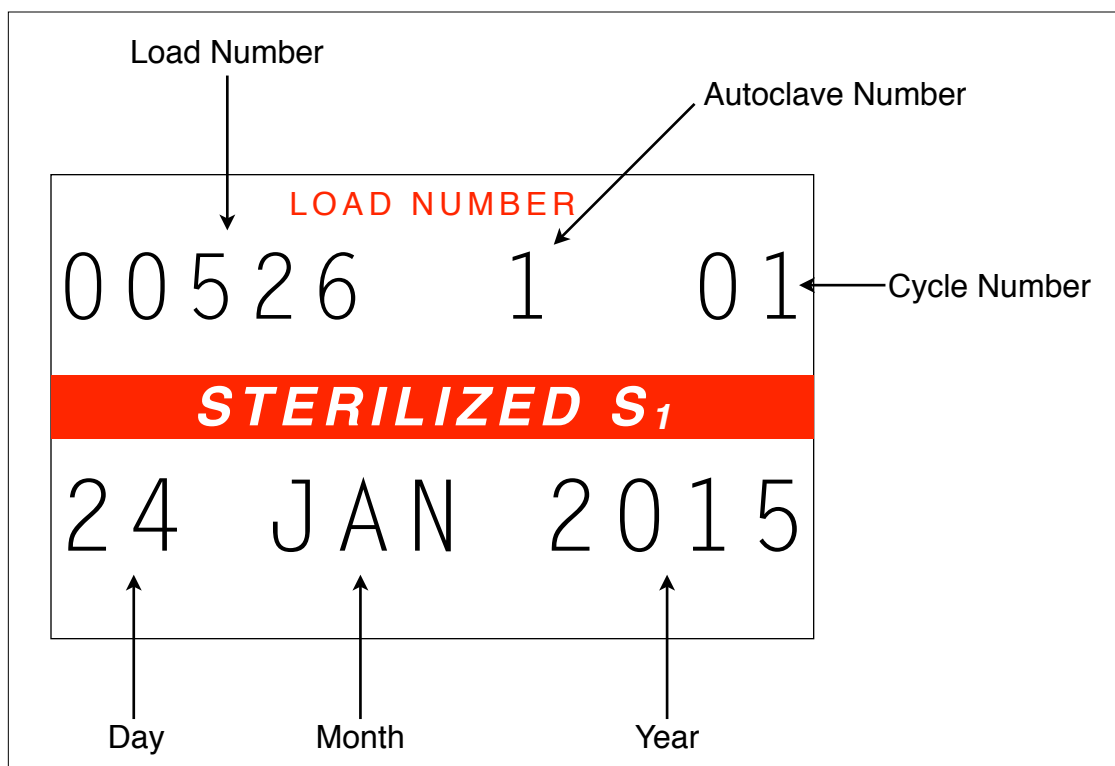 Load Number
Autoclave Number
LOAD NUMBER
00526 1 01
Cycle Number
STERILIZED S₁
24 JAN 2015
Day Month Year